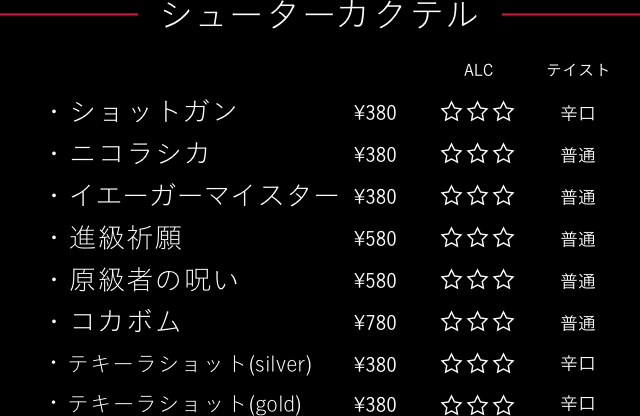 シューターカクテル
ALC テイスト
・ショットガン ¥380 ☆☆☆ 辛口
・ニコラシカ ¥380 ☆☆☆ 普通
・イエーガーマイスター ¥380 ☆☆☆ 普通
・進級祈願 ¥580 ☆☆☆ 普通
・原級者の呪い ¥580 ☆☆☆ 普通
・コカボム ¥780 ☆☆☆ 普通
・テキーラショット(silver) ¥380 ☆☆☆ 辛口
・テキーラショット(gold) ¥380 ☆☆☆ 辛口